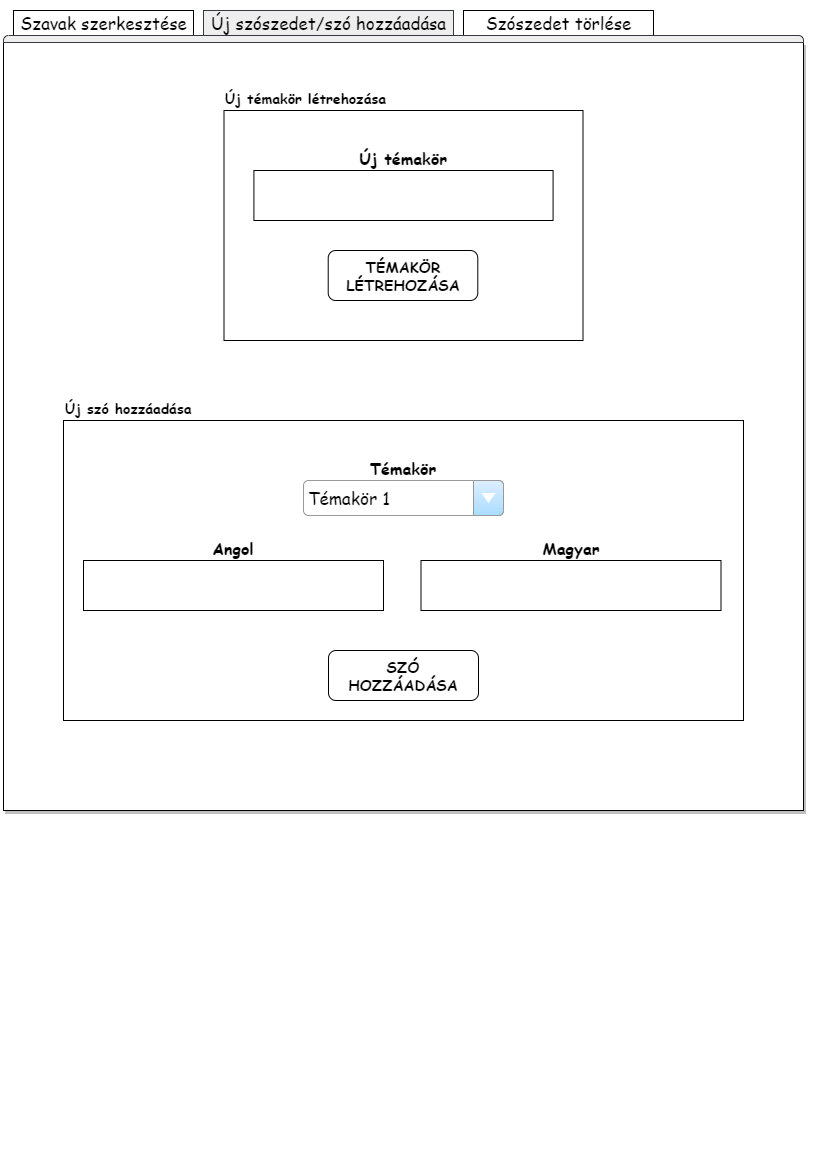 Szavak szerkesztése
Új szószedet/szó hozzáadása
Szószedet törlése
Új témakör létrehozása
Új témakör
TÉMAKÖR
LÉTREHOZÁSA
Új szó hozzáadása
Témakör
Témakör 1
Angol
Magyar
SZÓ
HOZZÁADÁSA